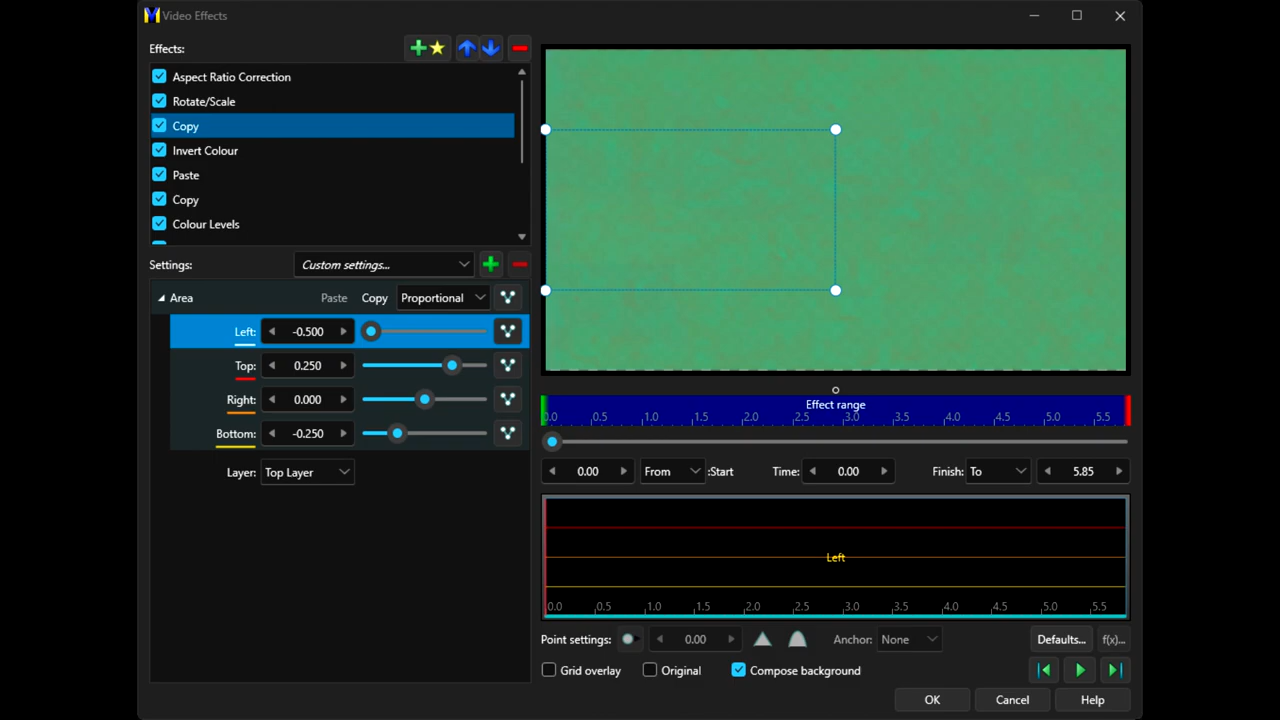 Video Effects
Effects:
Aspect Ratio Correction
Rotate/Scale
Copy
Invert Colour
Paste
Copy
Colour Levels
Settings: Custom settings...
Area Paste Copy Proportional
Left: -0.500
Top: 0.250
Right: 0.000
Bottom: -0.250
Layer: Top Layer
Effect range
0.0 0.5 1.0 1.5 2.0 2.5 3.0 3.5 4.0 4.5 5.0 5.5
0.00 From :Start Time: 0.00 Finish: To 5.85
Left
0.0 0.5 1.0 1.5 2.0 2.5 3.0 3.5 4.0 4.5 5.0 5.5
Point settings: 0.00 Anchor: None Defaults... f(x)...
Grid overlay Original Compose background
OK Cancel Help